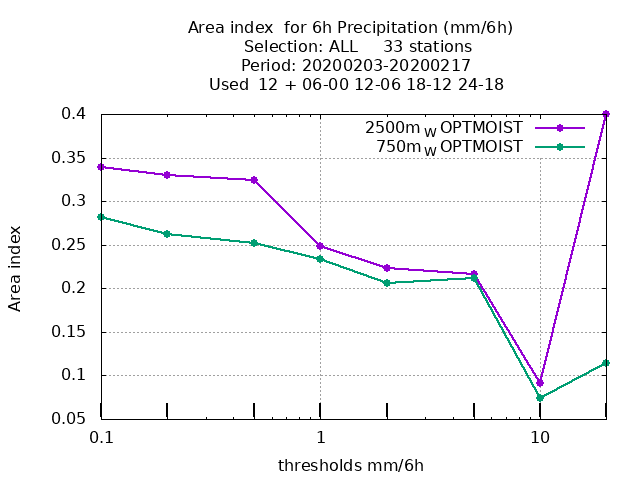 Area index  for 6h Precipitation (mm/6h)
Selection: ALL     33 stations
Period: 20200203-20200217
Used  12 + 06-00 12-06 18-12 24-18
2500m W OPTMOIST
750m W OPTMOIST
0.4
0.35
0.3
0.25
0.2
0.15
0.1
0.05
Area index
0.1 1 10
thresholds mm/6h